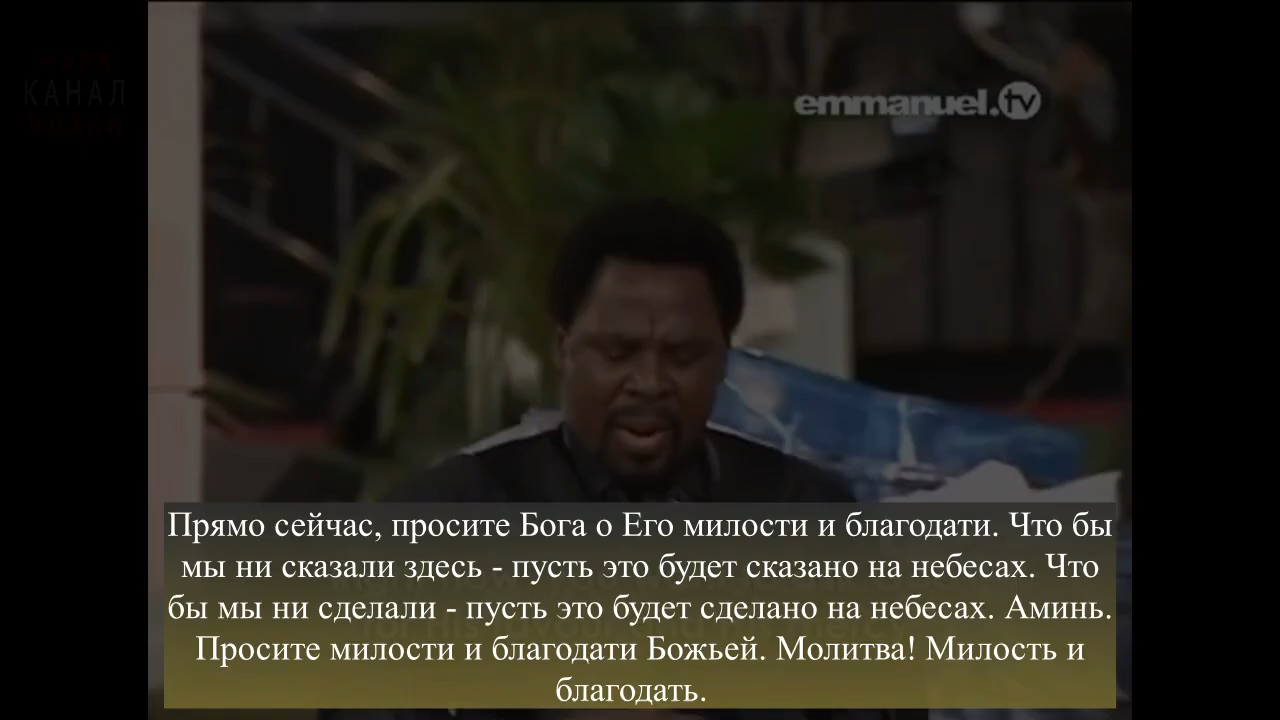 КАНАЛ
emmanuel.tv
Прямо сейчас, просите Бога о Его милости и благодати. Что бы
мы ни сказали здесь - пусть это будет сказано на небесах. Что
бы мы ни сделали - пусть это будет сделано на небесах. Аминь.
Просите милости и благодати Божьей. Молитва! Милость и
благодать.